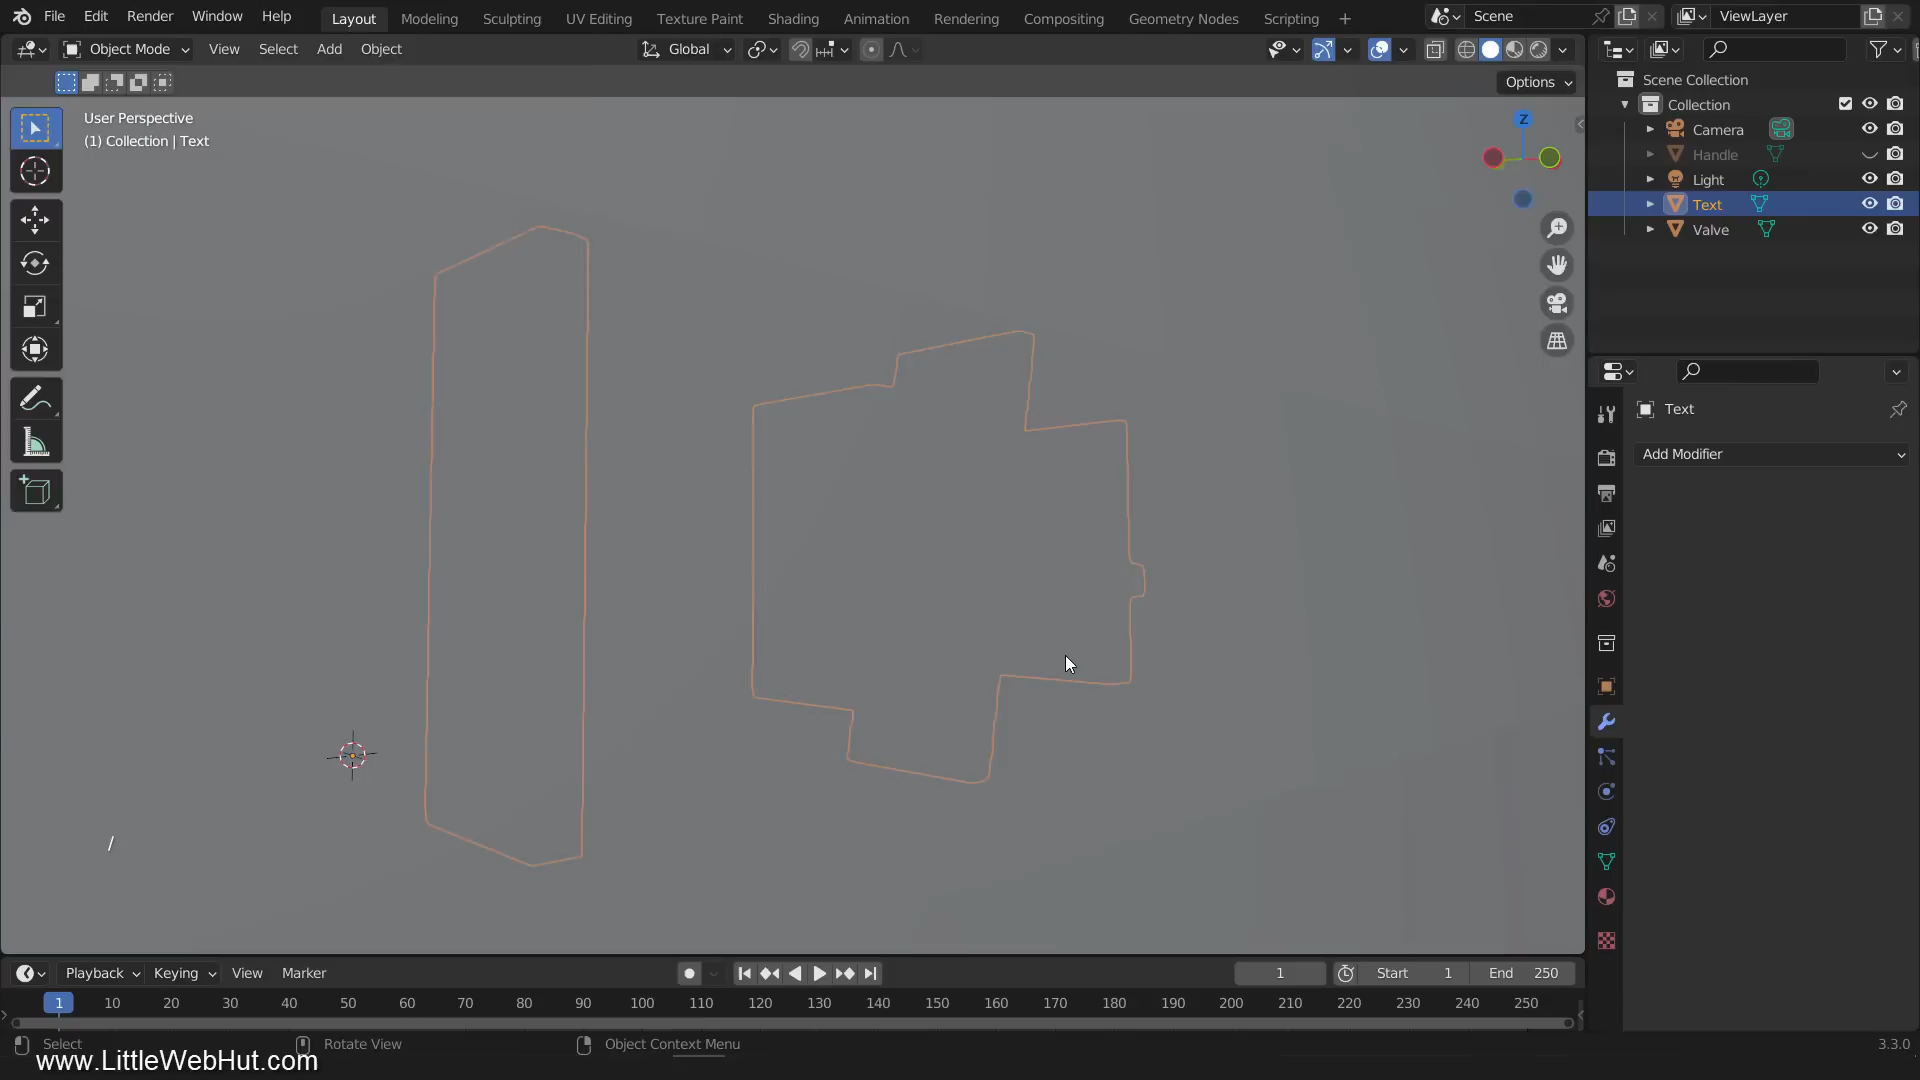 File Edit Render Window Help Layout Modeling Sculpting UV Editing Texture Paint Shading Animation Rendering Compositing Geometry Nodes Scripting + Scene ViewLayer
Object Mode View Select Add Object Global
Options
User Perspective
(1) Collection | Text
Z
Scene Collection
Collection
Camera
Handle
Light
Text
Valve
Text
Add Modifier
/
Playback Keying View Marker 1 Start 1 End 250
1 10 20 30 40 50 60 70 80 90 100 110 120 130 140 150 160 170 180 190 200 210 220 230 240 250
Select Rotate View Object Context Menu 3.3.0
www.LittleWebHut.com